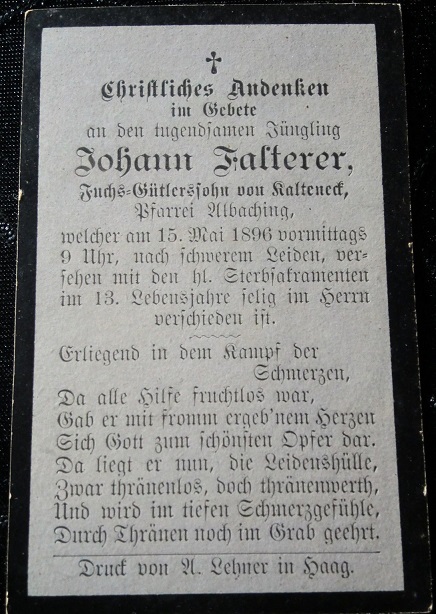 Christliches Andenken
im Gebete
an den tugendsamen Jüngling
Johann Falterer,
Fuchs-Gütlerssohn von Kalteneck,
Pfarrei Albaching,
welcher am 15. Mai 1896 vormittags
9 Uhr, nach schwerem Leiden, ver-
sehen mit den hl. Sterbsakramenten
im 13. Lebensjahre selig im Herrn
verschieden ist.
Erliegend in dem Kampf der
Schmerzen,
Da alle Hilfe fruchtlos war,
Gab er mit fromm ergeb'nem Herzen
Sich Gott zum schönsten Opfer dar.
Da liegt er nun, die Leidenshülle,
Zwar thränenlos, doch thränenwerth,
Und wird im tiefen Schmerzgefühle,
Durch Thränen noch im Grab geehrt.
Druck von A. Lehner in Haag.